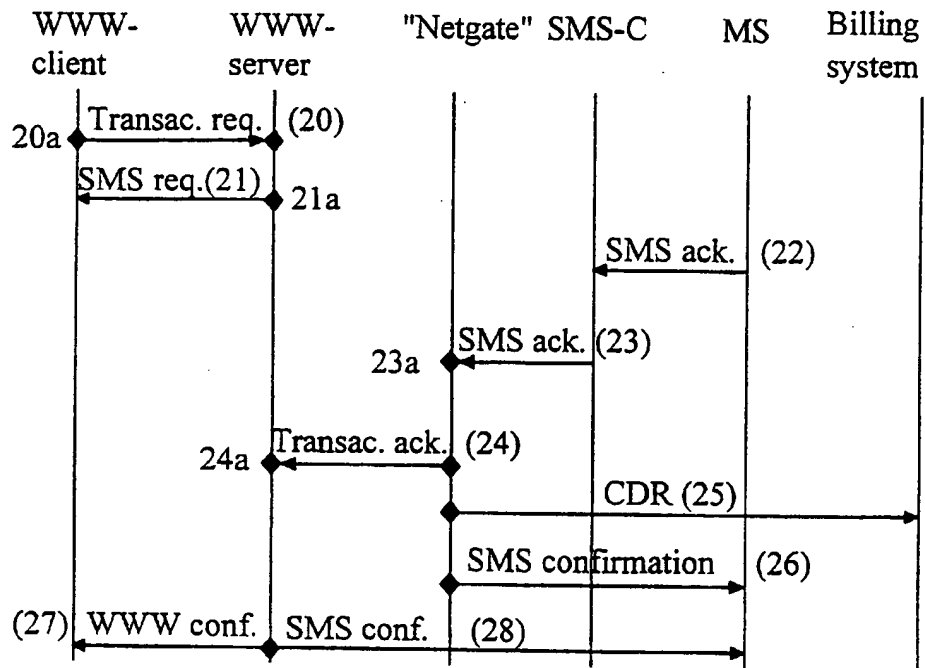 WWW-
client
WWW-
server
"Netgate"
SMS-C
MS
Billing
system
Transac. req.
(20)
20a
SMS req.(21)
21a
SMS ack.
(22)
SMS ack.
(23)
23a
Transac. ack.
(24)
24a
CDR (25)
SMS confirmation
(26)
(27)
WWW conf.
SMS conf.
(28)